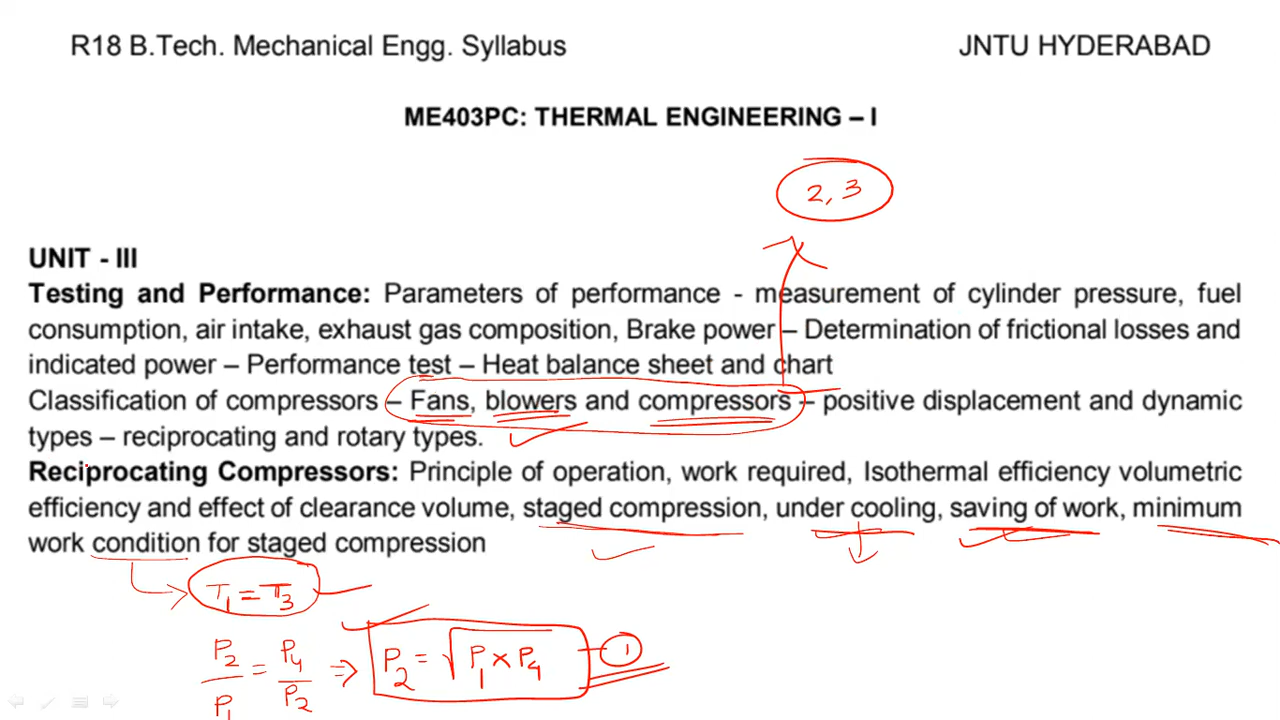 R18 B.Tech. Mechanical Engg. Syllabus JNTU HYDERABAD
ME403PC: THERMAL ENGINEERING – I
2, 3
UNIT - III
Testing and Performance: Parameters of performance - measurement of cylinder pressure, fuel
consumption, air intake, exhaust gas composition, Brake power – Determination of frictional losses and
indicated power – Performance test – Heat balance sheet and chart
Classification of compressors – Fans, blowers and compressors – positive displacement and dynamic
types – reciprocating and rotary types.
Reciprocating Compressors: Principle of operation, work required, Isothermal efficiency volumetric
efficiency and effect of clearance volume, staged compression, under cooling, saving of work, minimum
work condition for staged compression
T1 = T3
P2/P1 = P4/P2 ⇒ P2 = √P1 × P4 1